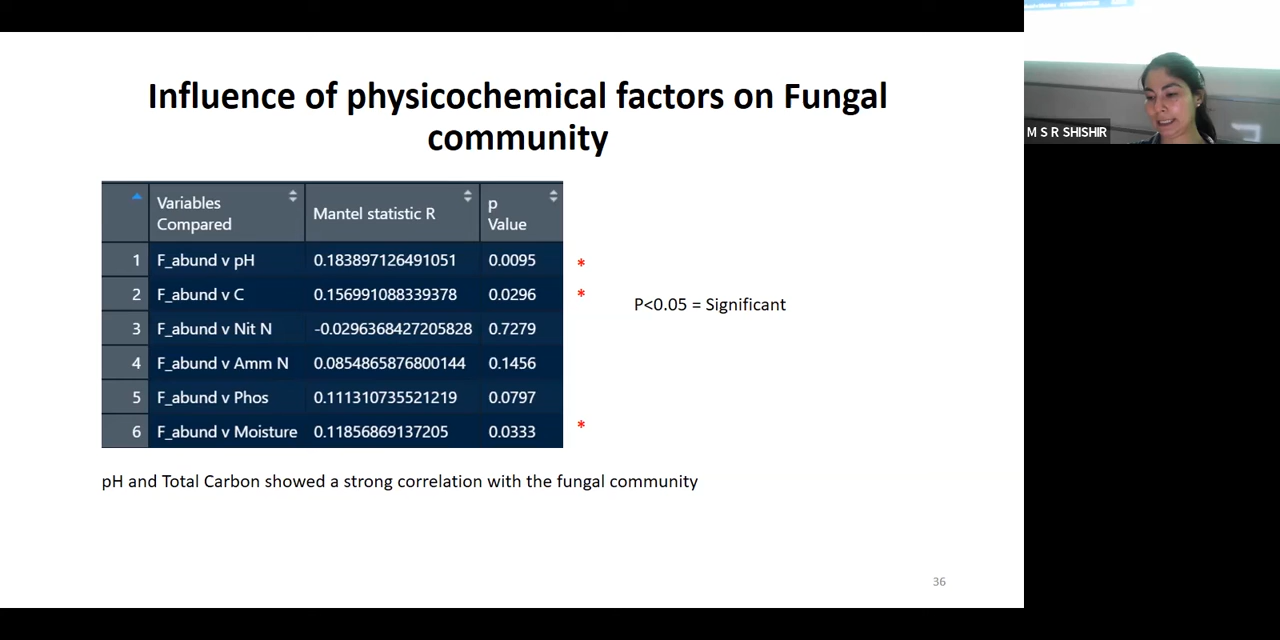 Influence of physicochemical factors on Fungal
community
Variables Compared Mantel statistic R p Value
1 F_abund v pH 0.183897126491051 0.0095 *
2 F_abund v C 0.156991088339378 0.0296 *
3 F_abund v Nit N -0.0296368427205828 0.7279
4 F_abund v Amm N 0.0854865876800144 0.1456
5 F_abund v Phos 0.111310735521219 0.0797
6 F_abund v Moisture 0.11856869137205 0.0333 *
P<0.05 = Significant
pH and Total Carbon showed a strong correlation with the fungal community
36
M S R SHISHIR